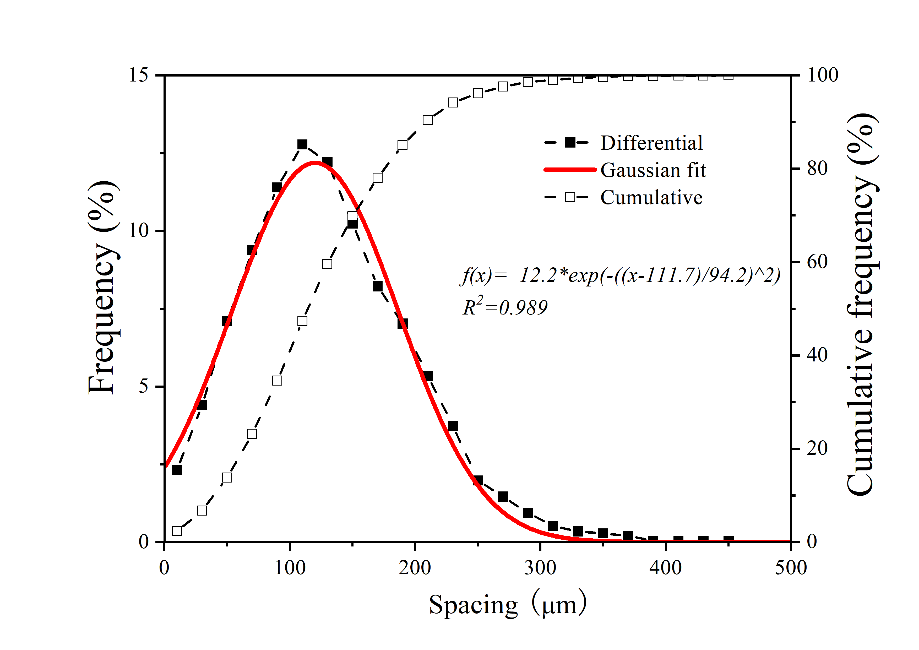 15
10
5
0
Frequency (%)
100
80
60
40
20
0
Cumulative frequency (%)
Differential
Gaussian fit
Cumulative
f(x)= 12.2*exp(-((x-111.7)/94.2)^2)
R²=0.989
0 100 200 300 400 500
Spacing（μm）